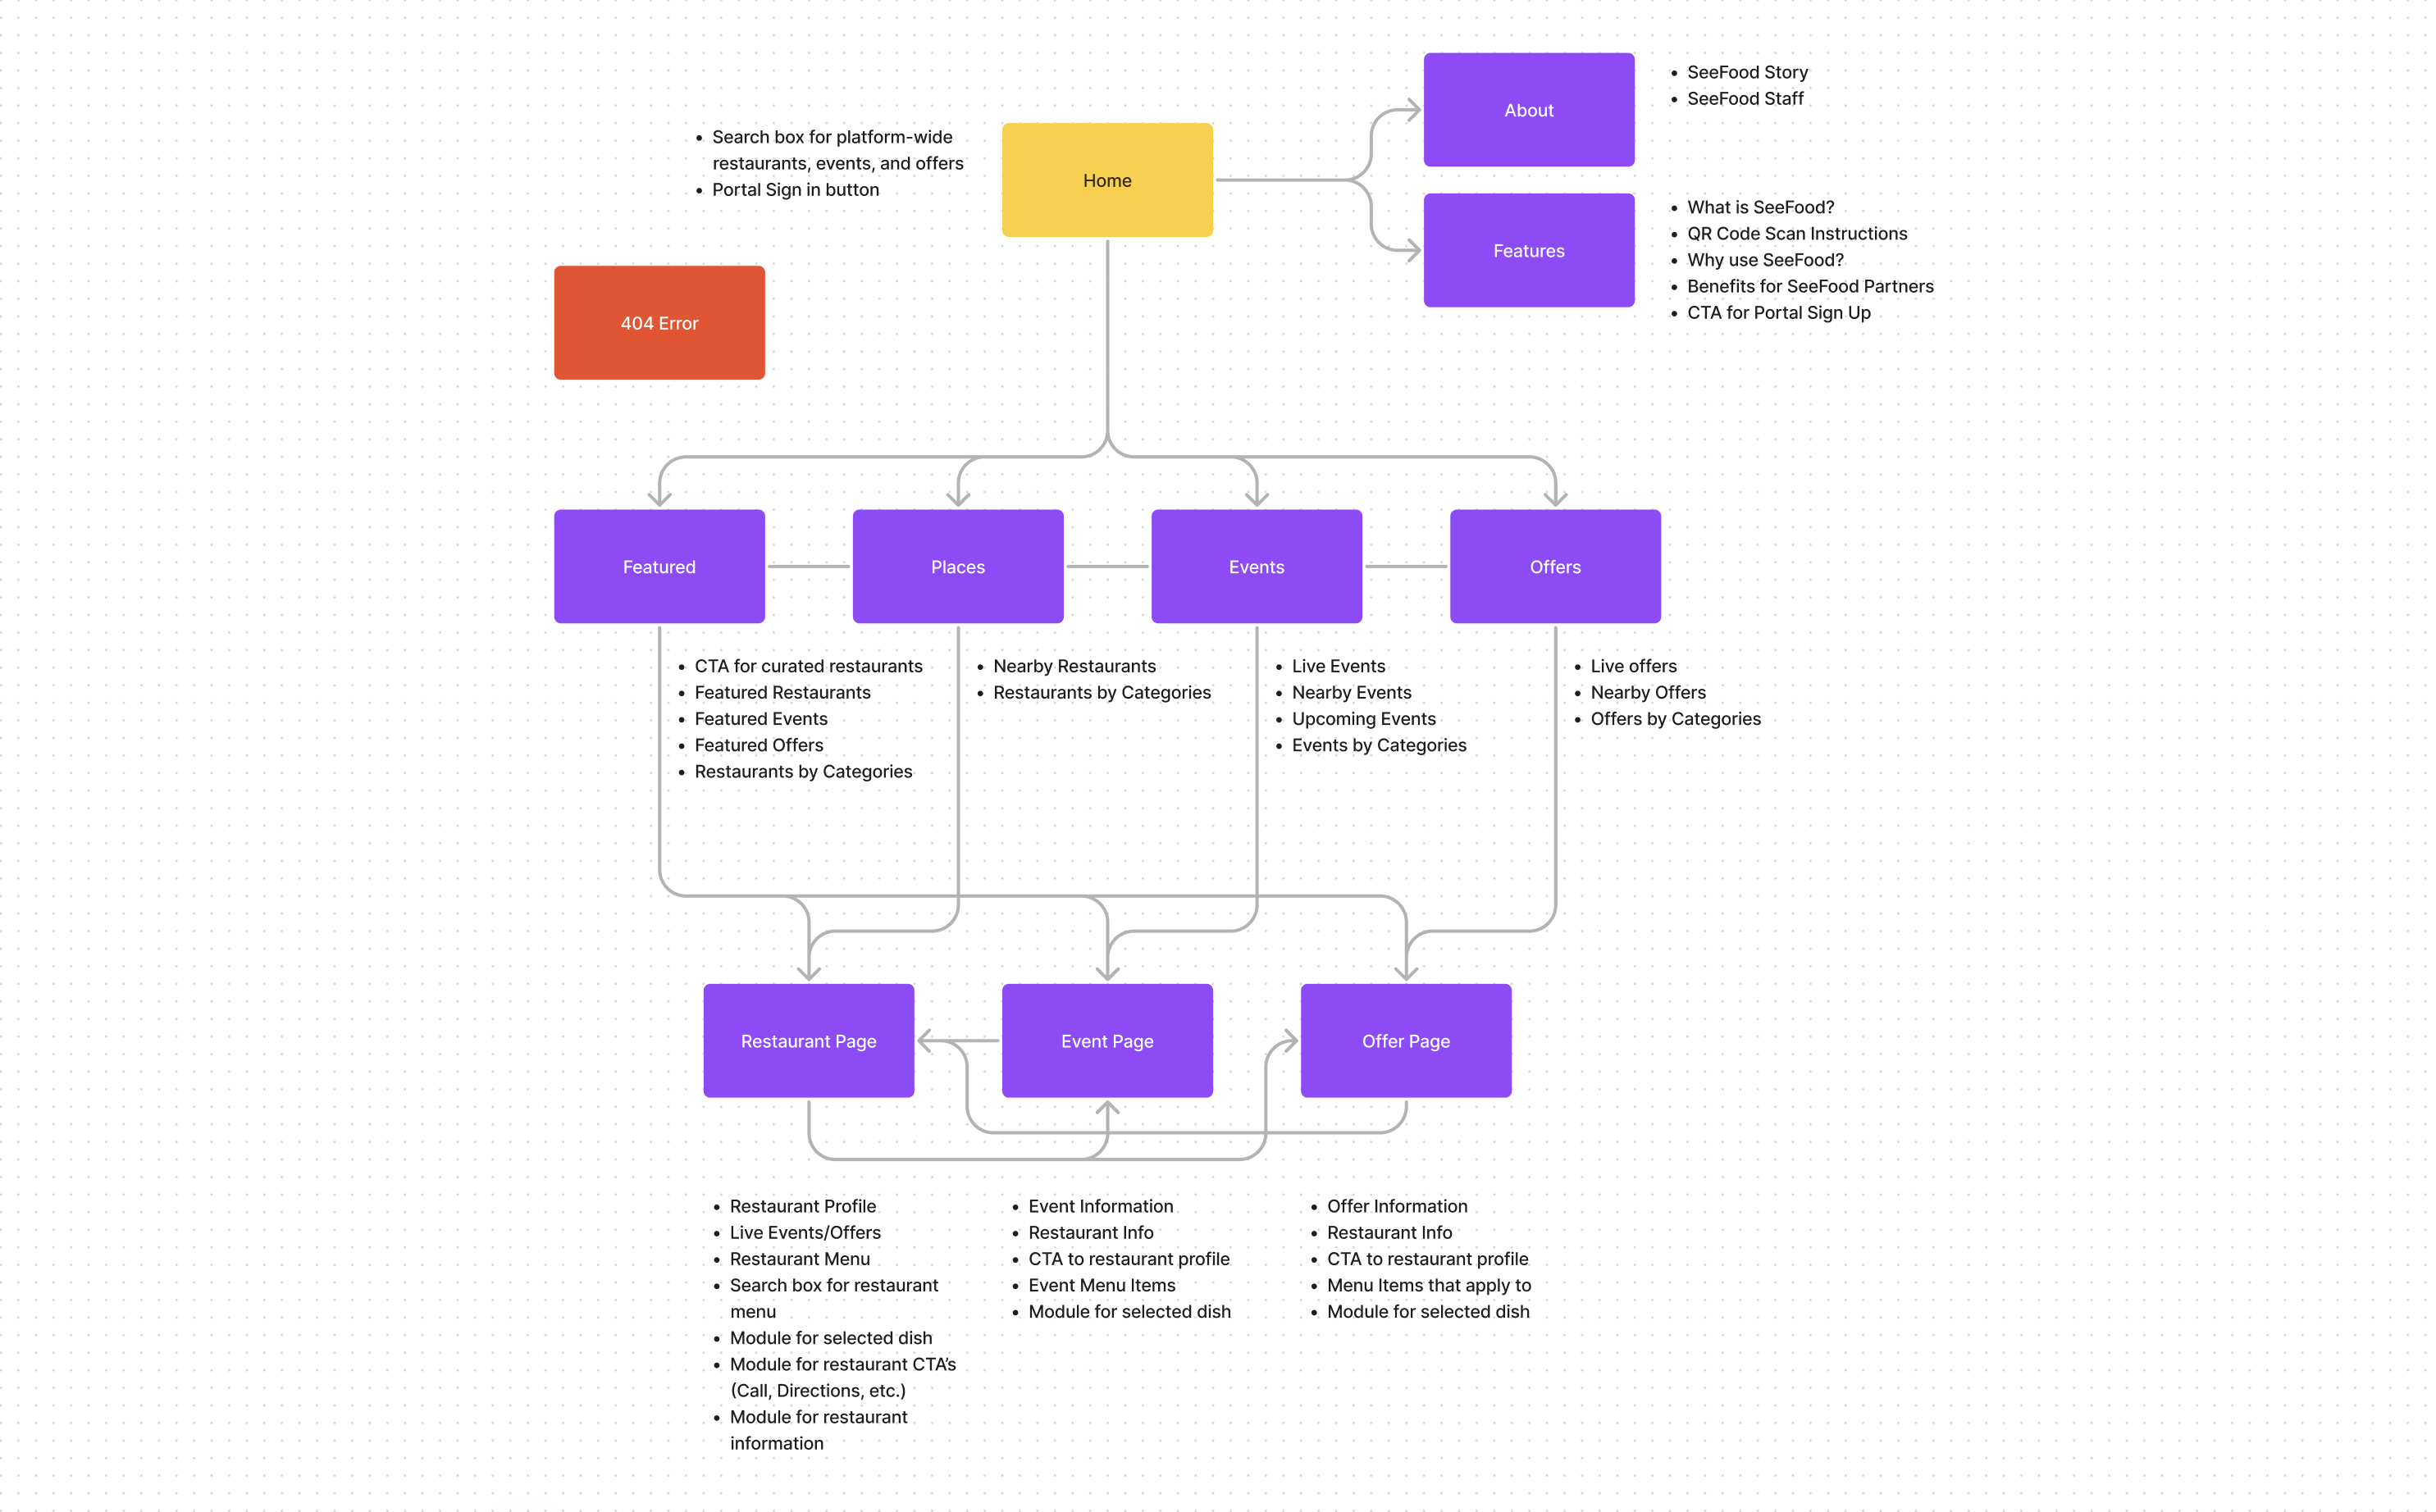 About
• SeeFood Story
• SeeFood Staff
• Search box for platform-wide
restaurants, events, and offers
• Portal Sign in button
Home
Features
• What is SeeFood?
• QR Code Scan Instructions
• Why use SeeFood?
• Benefits for SeeFood Partners
• CTA for Portal Sign Up
404 Error
Featured
Places
Events
Offers
• CTA for curated restaurants
• Featured Restaurants
• Featured Events
• Featured Offers
• Restaurants by Categories
• Nearby Restaurants
• Restaurants by Categories
• Live Events
• Nearby Events
• Upcoming Events
• Events by Categories
• Live offers
• Nearby Offers
• Offers by Categories
Restaurant Page
Event Page
Offer Page
• Restaurant Profile
• Live Events/Offers
• Restaurant Menu
• Search box for restaurant
menu
• Module for selected dish
• Module for restaurant CTA’s
(Call, Directions, etc.)
• Module for restaurant
information
• Event Information
• Restaurant Info
• CTA to restaurant profile
• Event Menu Items
• Module for selected dish
• Offer Information
• Restaurant Info
• CTA to restaurant profile
• Menu Items that apply to
• Module for selected dish